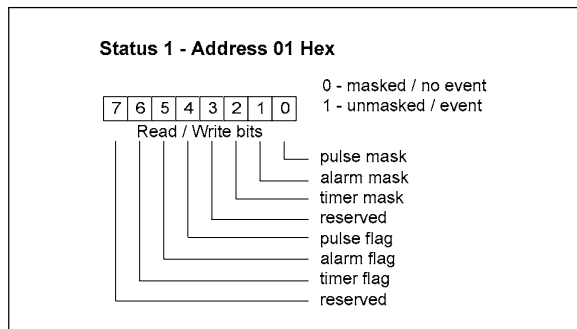 Status 1 - Address 01 Hex
0 - masked / no event
1 - unmasked / event
7 6 5 4 3 2 1 0
Read / Write bits
pulse mask
alarm mask
timer mask
reserved
pulse flag
alarm flag
timer flag
reserved